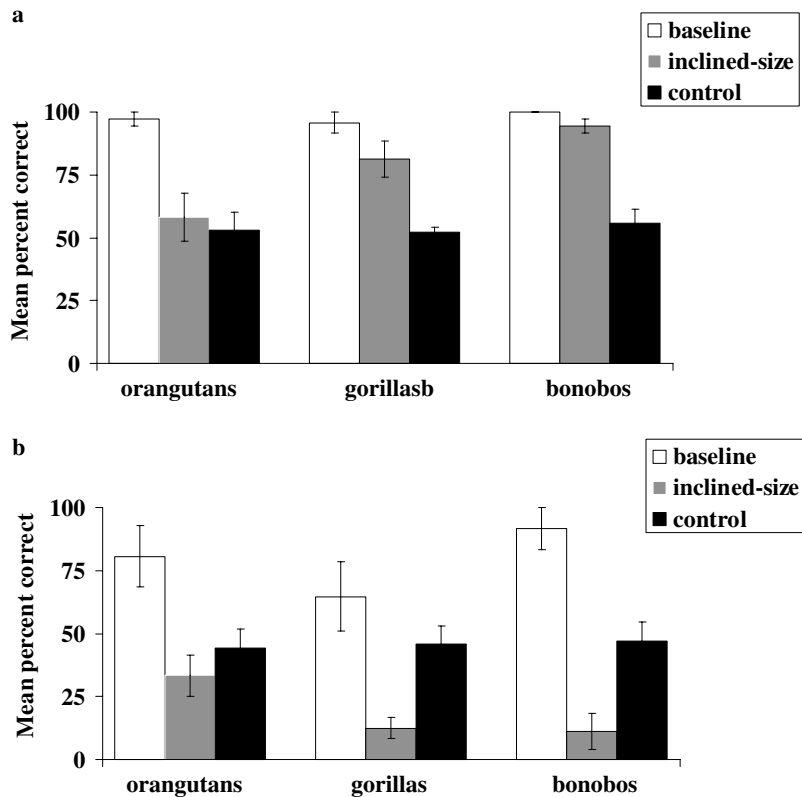 a
baseline
inclined-size
control
Mean percent correct
100
75
50
25
0
orangutans gorillasb bonobos
b
baseline
inclined-size
control
Mean percent correct
100
75
50
25
0
orangutans gorillas bonobos